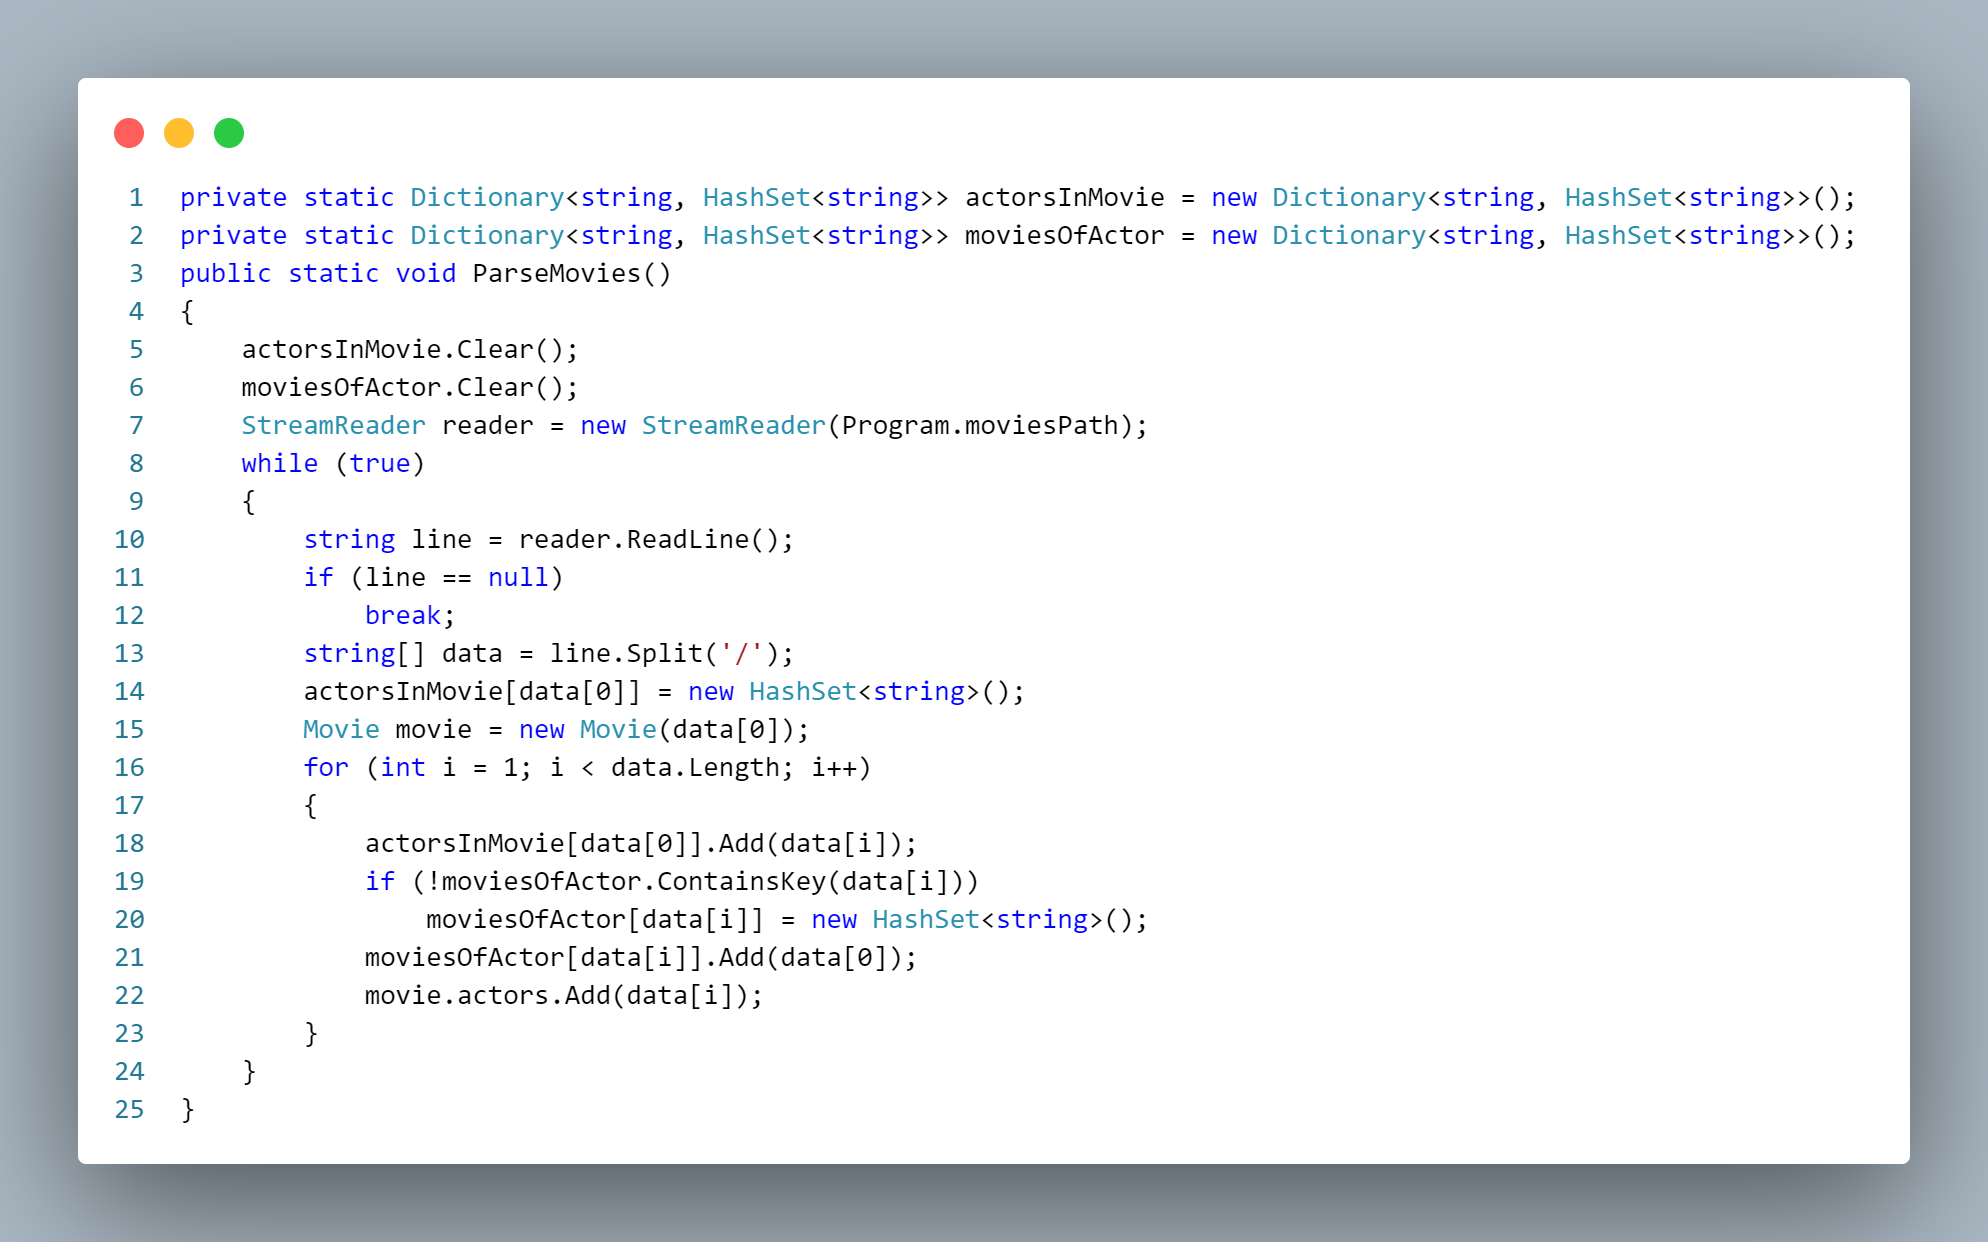 1 private static Dictionary<string, HashSet<string>> actorsInMovie = new Dictionary<string, HashSet<string>>();
2 private static Dictionary<string, HashSet<string>> moviesOfActor = new Dictionary<string, HashSet<string>>();
3 public static void ParseMovies()
4 {
5     actorsInMovie.Clear();
6     moviesOfActor.Clear();
7     StreamReader reader = new StreamReader(Program.moviesPath);
8     while (true)
9     {
10         string line = reader.ReadLine();
11         if (line == null)
12             break;
13         string[] data = line.Split('/');
14         actorsInMovie[data[0]] = new HashSet<string>();
15         Movie movie = new Movie(data[0]);
16         for (int i = 1; i < data.Length; i++)
17         {
18             actorsInMovie[data[0]].Add(data[i]);
19             if (!moviesOfActor.ContainsKey(data[i]))
20                 moviesOfActor[data[i]] = new HashSet<string>();
21             moviesOfActor[data[i]].Add(data[0]);
22             movie.actors.Add(data[i]);
23         }
24     }
25 }